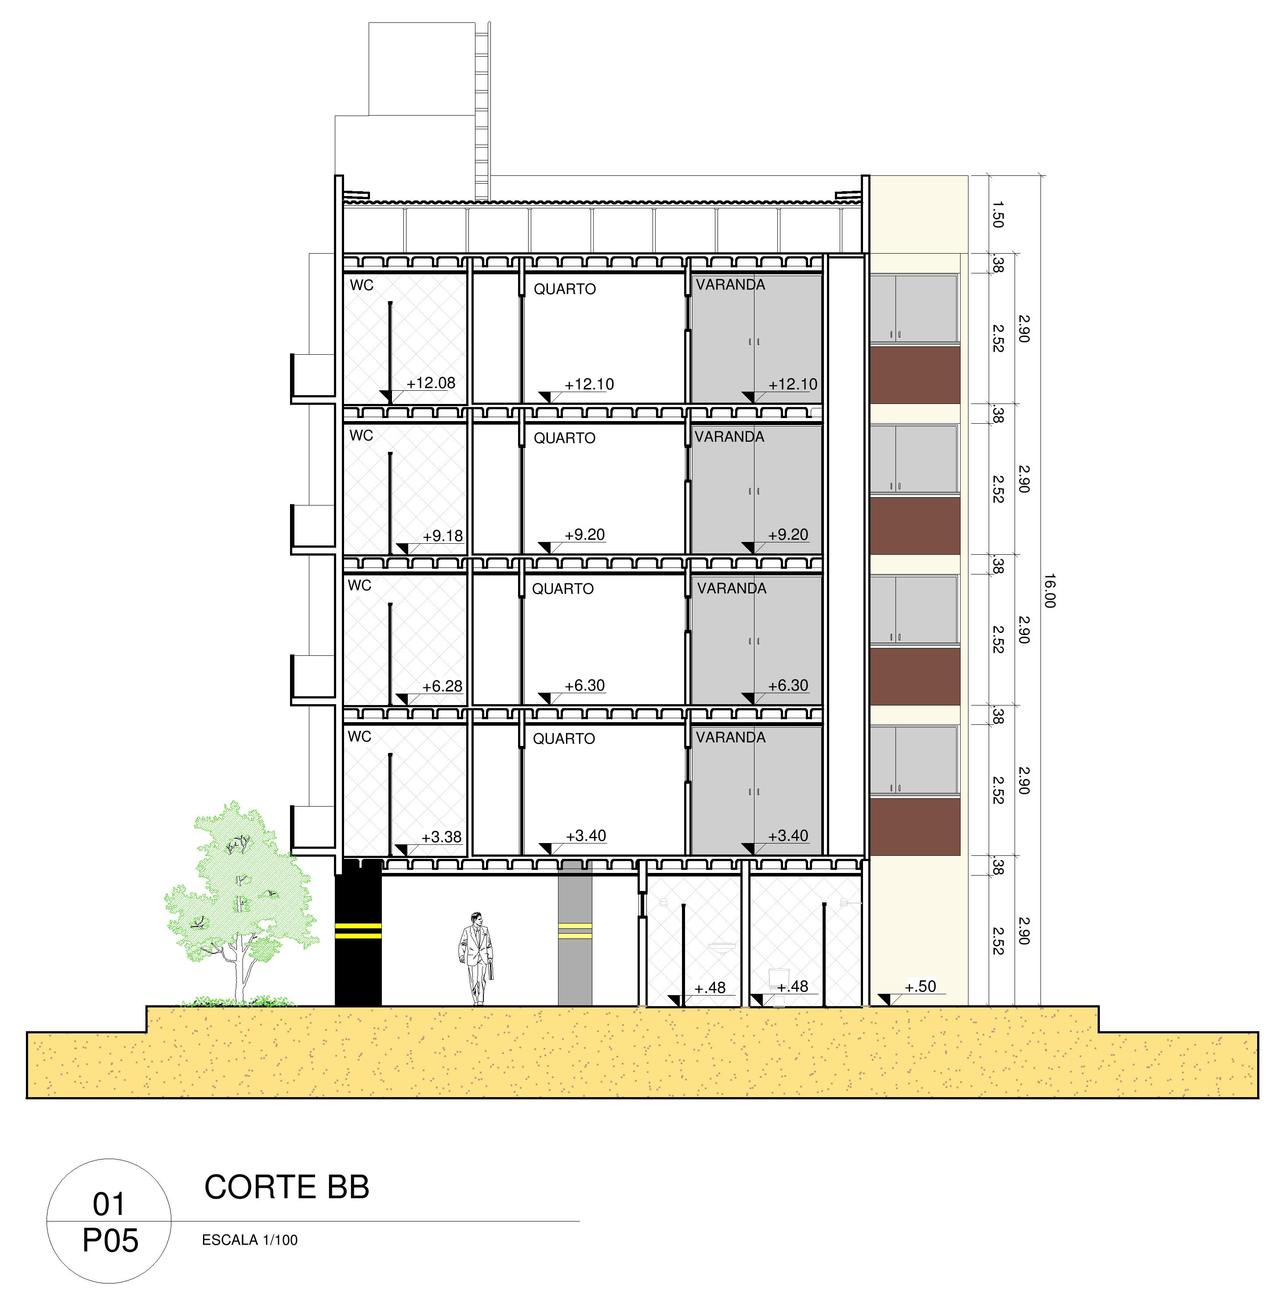 1.50
.38
WC
QUARTO
VARANDA
2.52
2.90
+12.08
+12.10
+12.10
.38
WC
QUARTO
VARANDA
2.52
2.90
+9.18
+9.20
+9.20
.38
16.00
WC
QUARTO
VARANDA
2.52
2.90
+6.28
+6.30
+6.30
.38
WC
QUARTO
VARANDA
2.52
2.90
+3.38
+3.40
+3.40
.38
2.52
2.90
+.48
+.48
+.50
01
P05
CORTE BB
ESCALA 1/100